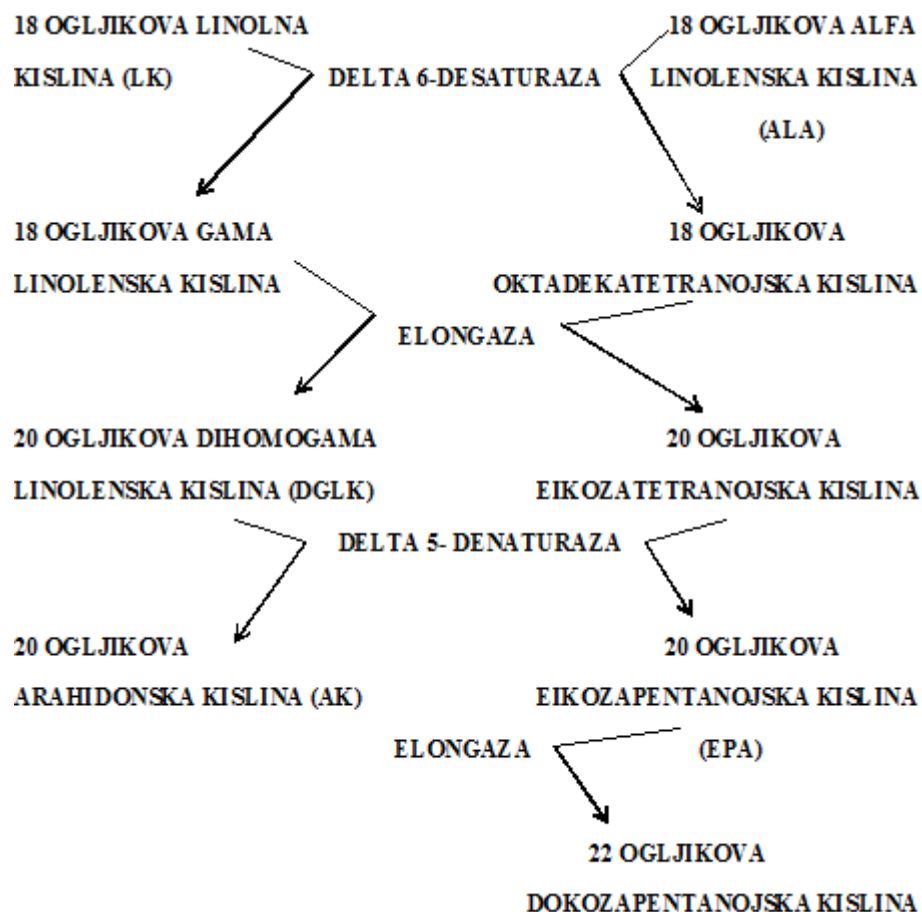 18 OGLJIKOVA LINOLNA
KISLINA (LK)
DELTA 6-DESATURAZA
18 OGLJIKOVA ALFA
LINOLENSKA KISLINA
(ALA)
18 OGLJIKOVA GAMA
LINOLENSKA KISLINA
18 OGLJIKOVA
OKTADEKATETRANOJSKA KISLINA
ELONGAZA
20 OGLJIKOVA DIHOMOGAMA
LINOLENSKA KISLINA (DGLK)
20 OGLJIKOVA
EIKOZATETRANOJSKA KISLINA
DELTA 5- DENATURAZA
20 OGLJIKOVA
ARAHIDONSKA KISLINA (AK)
20 OGLJIKOVA
EIKOZAPENTANOJSKA KISLINA
(EPA)
ELONGAZA
22 OGLJIKOVA
DOKOZAPENTANOJSKA KISLINA